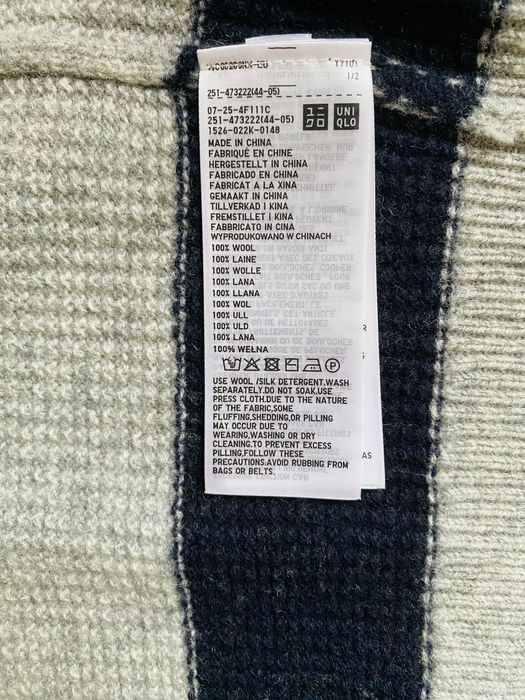 1/2
251-473222(44-05)
07-25-4F111C
251-473222(44-05)
1526-022K-0148
ユニ
クロ
UNI
QLO
MADE IN CHINA
FABRIQUÉ EN CHINE
HERGESTELLT IN CHINA
FABRICADO EN CHINA
FABRICAT A LA XINA
GEMAAKT IN CHINA
TILLVERKAD I KINA
FREMSTILLET I KINA
FABBRICATO IN CINA
WYPRODUKOWANO W CHINACH
100% WOOL
100% LAINE
100% WOLLE
100% LANA
100% LLANA
100% WOL
100% ULL
100% ULD
100% LANA
100% WEŁNA
USE WOOL /SILK DETERGENT.WASH
SEPARATELY.DO NOT SOAK.USE
PRESS CLOTH.DUE TO THE NATURE
OF THE FABRIC,SOME
FLUFFING,SHEDDING,OR PILLING
MAY OCCUR DUE TO
WEARING,WASHING OR DRY
CLEANING.TO PREVENT EXCESS
PILLING,FOLLOW THESE
PRECAUTIONS.AVOID RUBBING FROM
BAGS OR BELTS.
R
S
AS